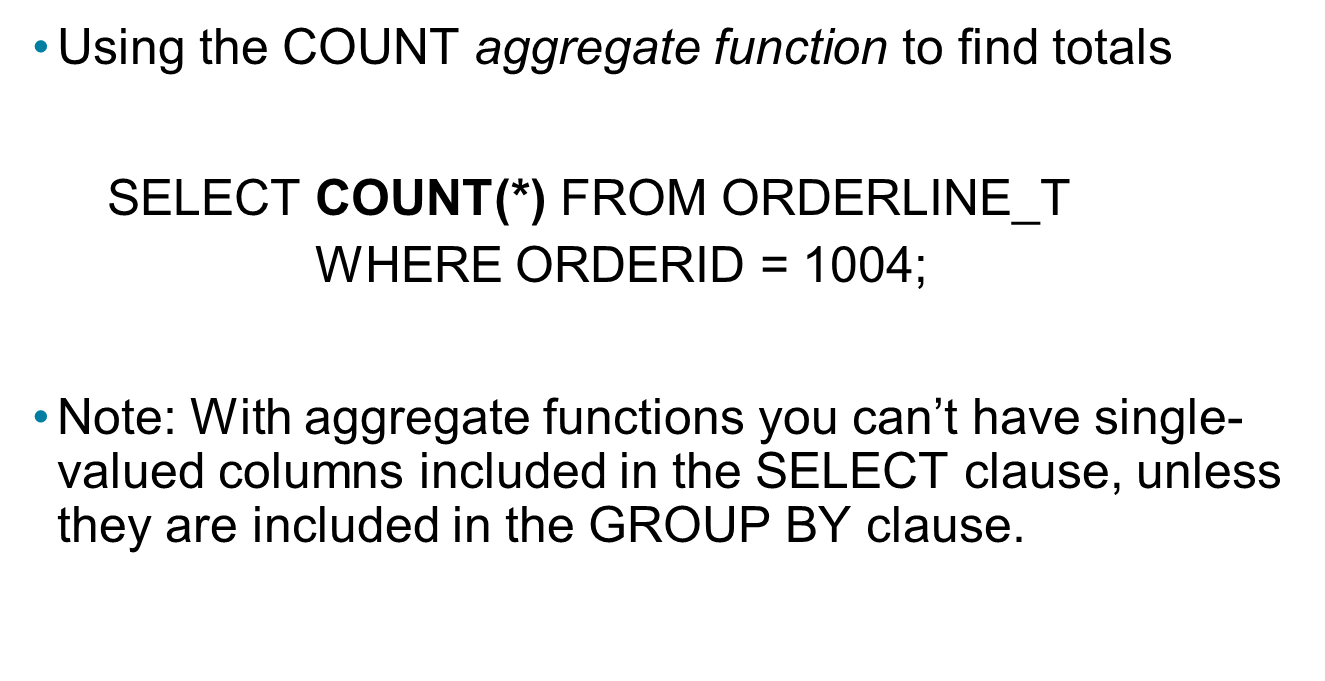 • Using the COUNT aggregate function to find totals
SELECT COUNT(*) FROM ORDERLINE_T
WHERE ORDERID = 1004;
• Note: With aggregate functions you can’t have single-
valued columns included in the SELECT clause, unless
they are included in the GROUP BY clause.